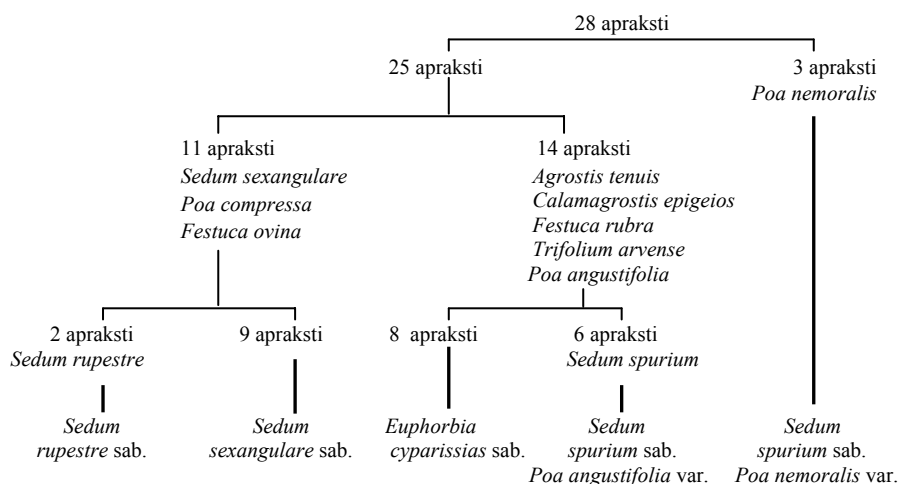 28 apraksti
25 apraksti
3 apraksti
Poa nemoralis
11 apraksti
Sedum sexangulare
Poa compressa
Festuca ovina
14 apraksti
Agrostis tenuis
Calamagrostis epigeios
Festuca rubra
Trifolium arvense
Poa angustifolia
2 apraksti
Sedum rupestre
9 apraksti
8 apraksti
6 apraksti
Sedum spurium
Sedum
rupestre sab.
Sedum
sexangulare sab.
Euphorbia
cyparissias sab.
Sedum
spurium sab.
Poa angustifolia var.
Sedum
spurium sab.
Poa nemoralis var.